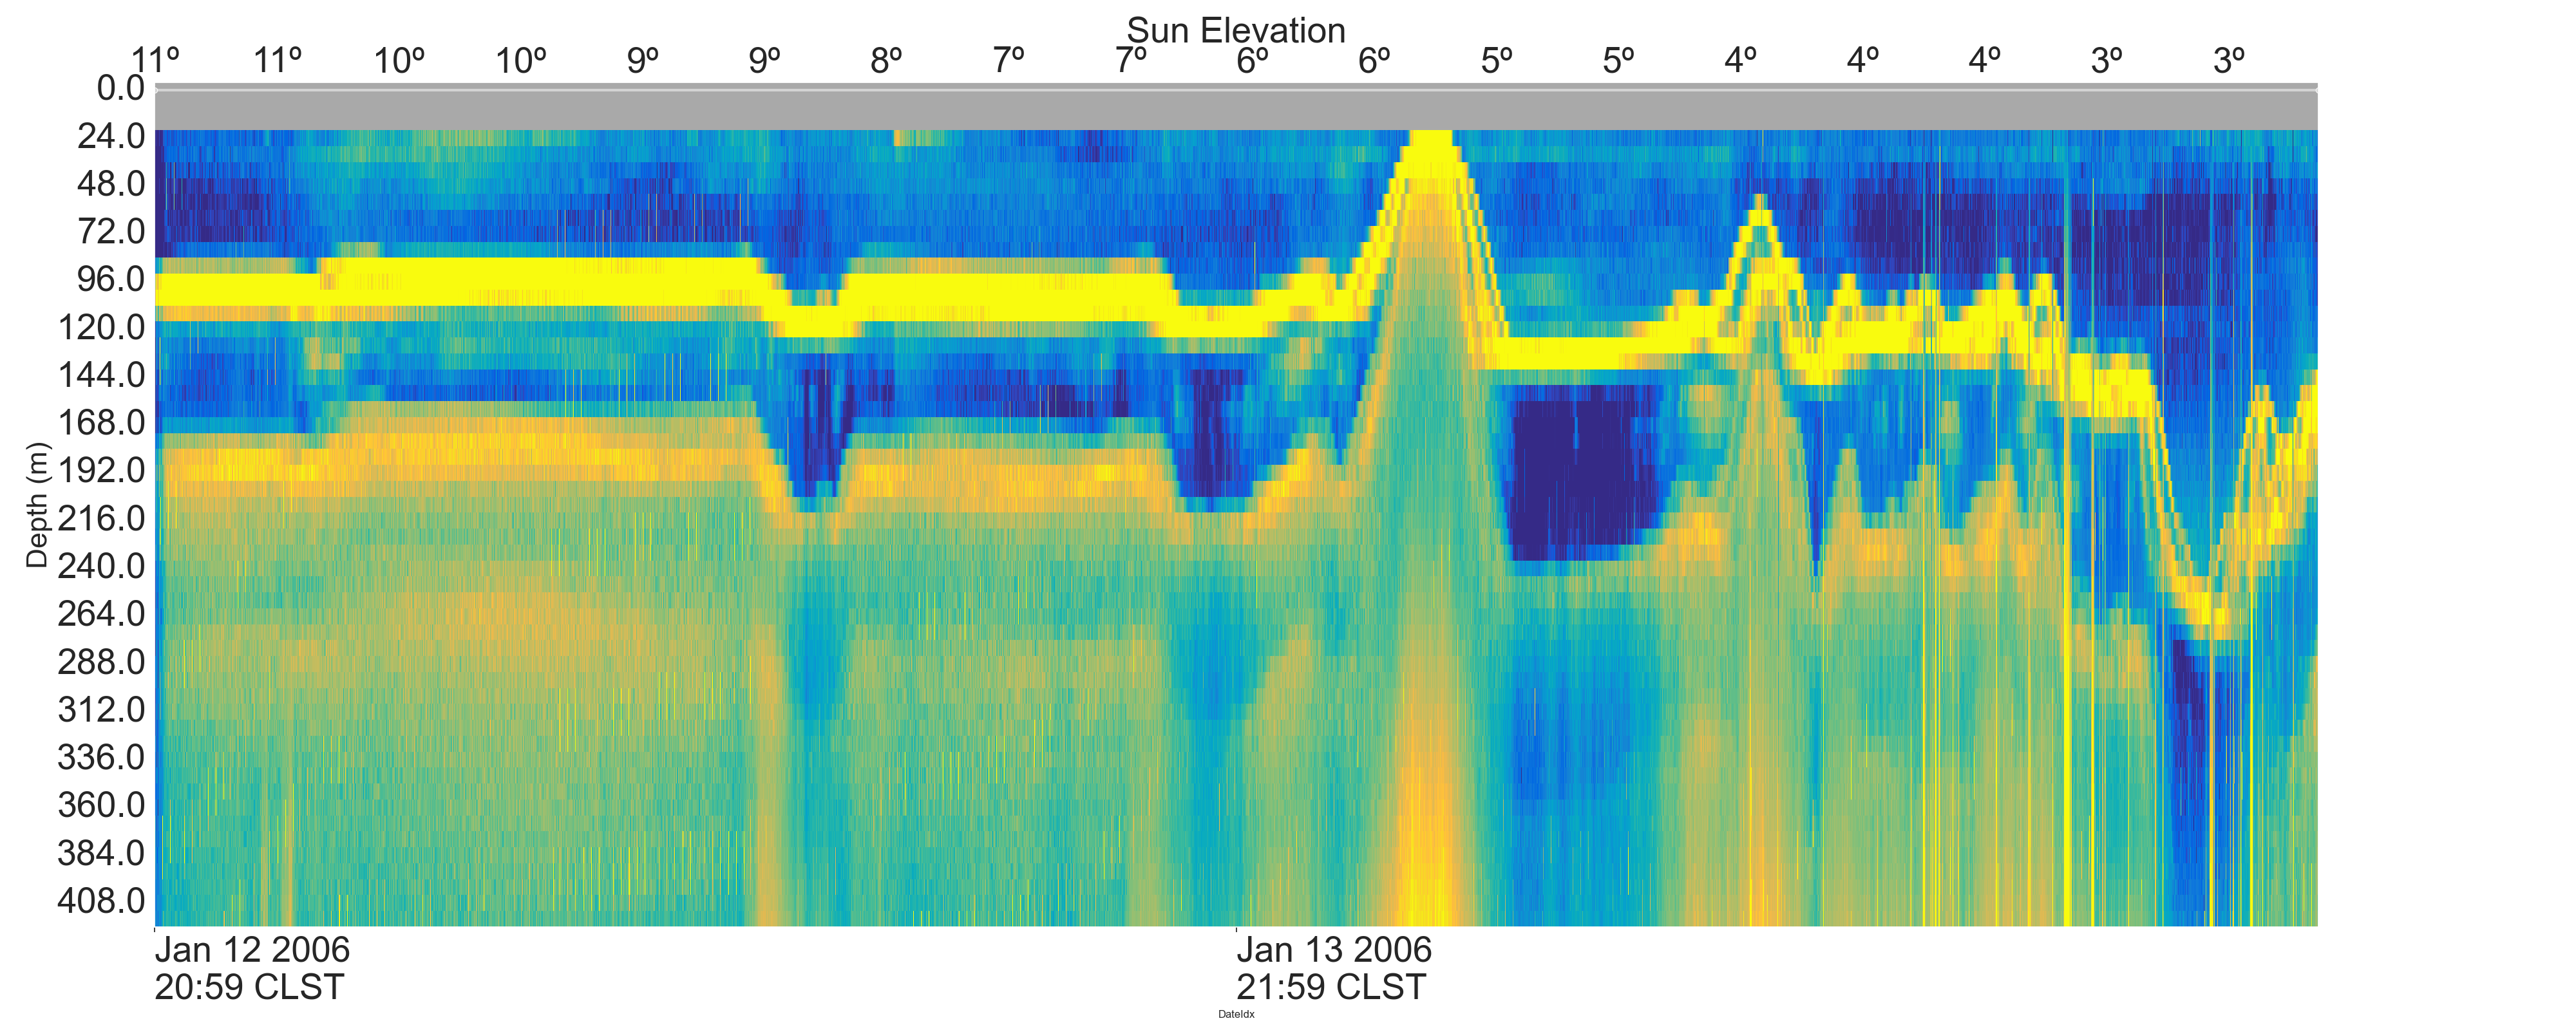 Sun Elevation
11º 11º 10º 10º 9º 9º 8º 7º 7º 6º 6º 5º 5º 4º 4º 4º 3º 3º
0.0
24.0
48.0
72.0
96.0
120.0
144.0
168.0
192.0
216.0
240.0
264.0
288.0
312.0
336.0
360.0
384.0
408.0
Depth (m)
Jan 12 2006
20:59 CLST
Jan 13 2006
21:59 CLST
DateIdx